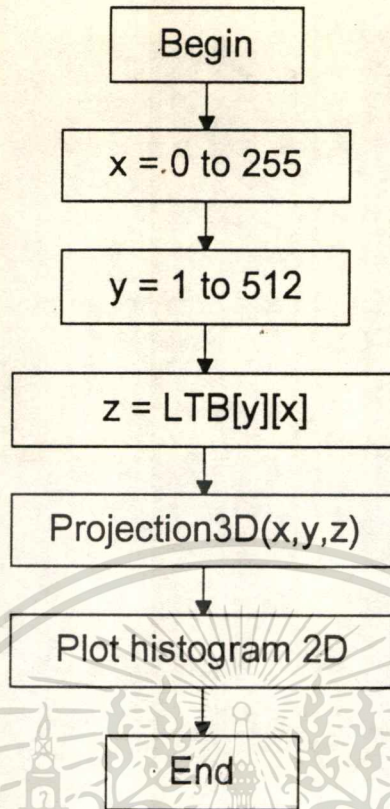 Begin
x = 0 to 255
y = 1 to 512
z = LTB[y][x]
Projection3D(x,y,z)
Plot histogram 2D
End